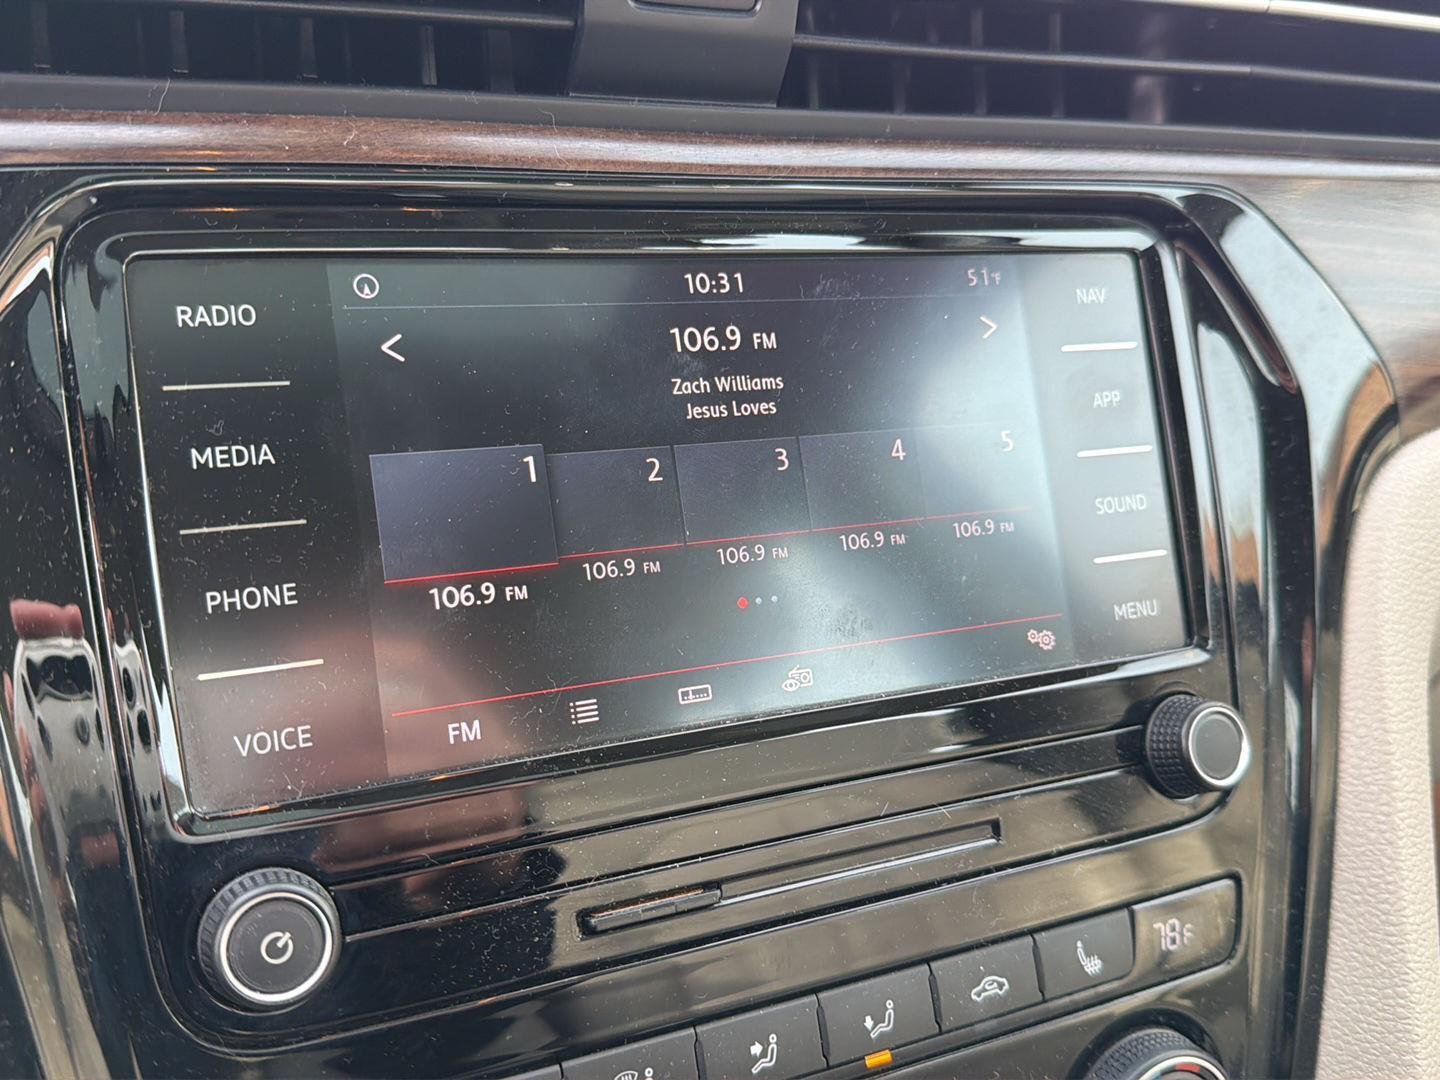 RADIO
MEDIA
PHONE
VOICE
10:31
51°F
106.9 FM
Zach Williams
Jesus Loves
1
2
3
4
5
106.9 FM
106.9 FM
106.9 FM
106.9 FM
106.9 FM
FM
NAV
APP
SOUND
MENU
78°F